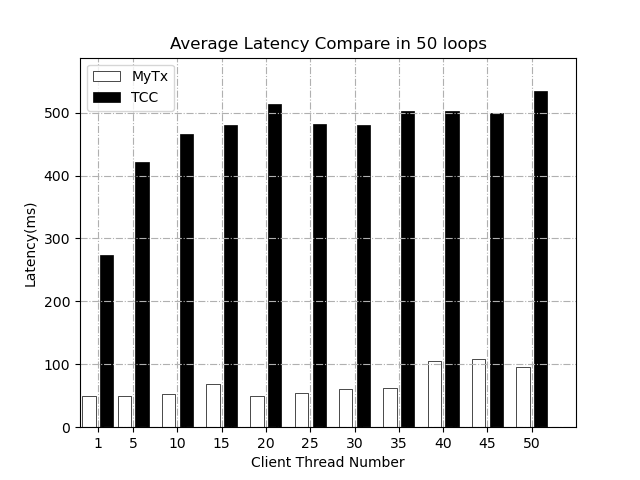 Average Latency Compare in 50 loops
MyTx
TCC
Latency(ms)
500
400
300
200
100
0
1 5 10 15 20 25 30 35 40 45 50
Client Thread Number